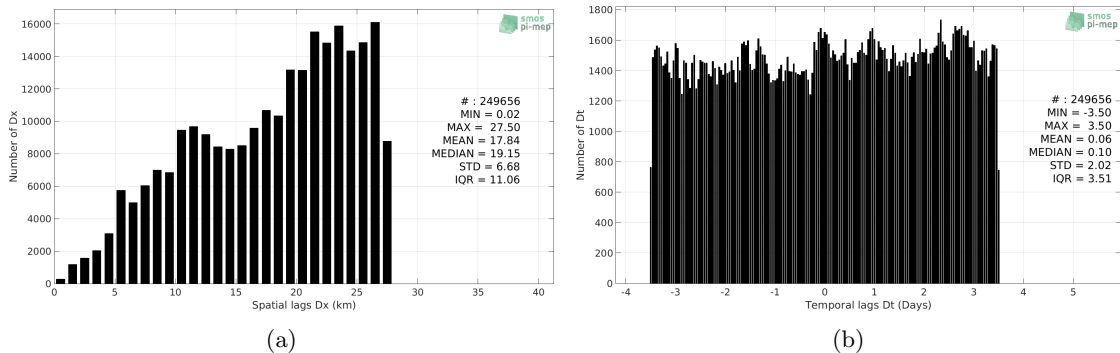 16000
14000
12000
10000
8000
6000
4000
2000
0
Number of Dx
smos
pi-mep
# : 249656
MIN = 0.02
MAX = 27.50
MEAN = 17.84
MEDIAN = 19.15
STD = 6.68
IQR = 11.06
0 5 10 15 20 25 30 35 40
Spatial lags Dx (km)
(a)
1800
1600
1400
1200
1000
800
600
400
200
0
Number of Dt
smos
pi-mep
# : 249656
MIN = -3.50
MAX = 3.50
MEAN = 0.06
MEDIAN = 0.10
STD = 2.02
IQR = 3.51
-4 -3 -2 -1 0 1 2 3 4 5
Temporal lags Dt (Days)
(b)